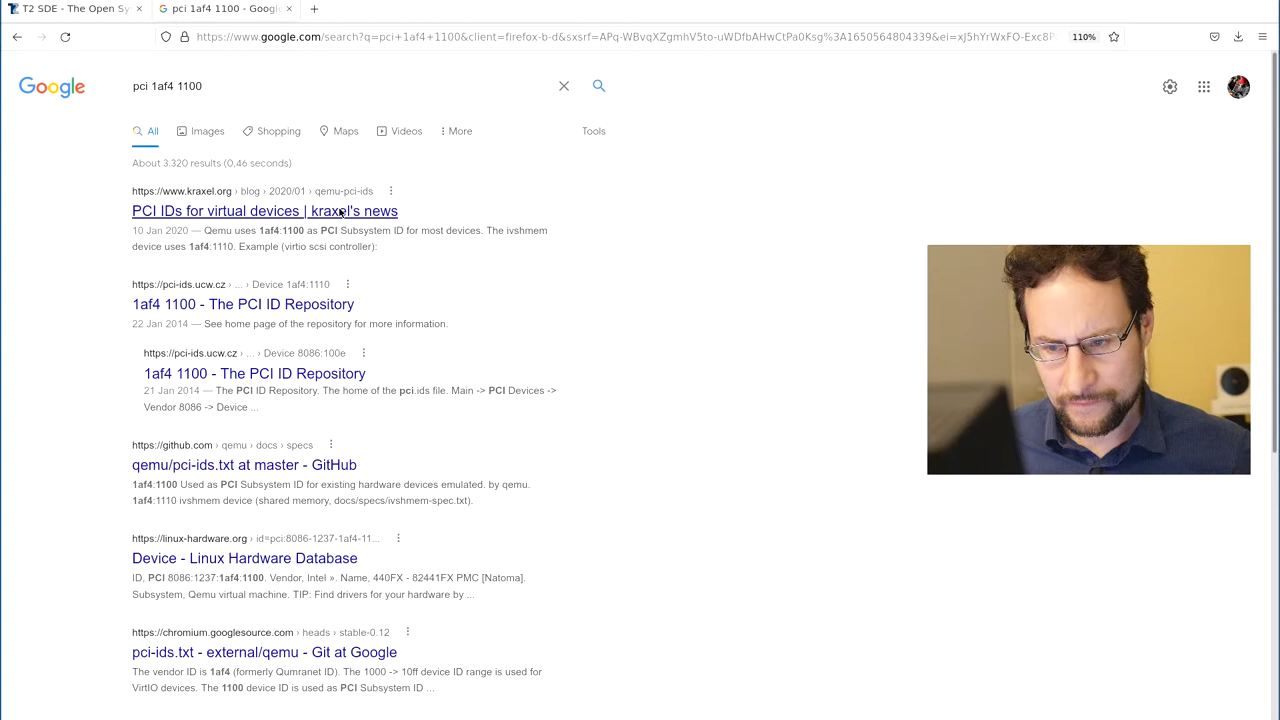 T2 SDE - The Open Sy
pci 1af4 1100 - Googl
https://www.google.com/search?q=pci+1af4+1100&client=firefox-b-d&sxsrf=APq-WBvqXZgmhV5to-uWDfbAHwCtPa0Ksg%3A1650564804339&ei=xJ5hYrWxFO-Exc8P
110%
Google
pci 1af4 1100
All Images Shopping Maps Videos More Tools
About 3.320 results (0,46 seconds)
https://www.kraxel.org › blog › 2020/01 › qemu-pci-ids
PCI IDs for virtual devices | kraxel's news
10 Jan 2020 — Qemu uses 1af4:1100 as PCI Subsystem ID for most devices. The ivshmem
device uses 1af4:1110. Example (virtio scsi controller):
https://pci-ids.ucw.cz › ... › Device 1af4:1110
1af4 1100 - The PCI ID Repository
22 Jan 2014 — See home page of the repository for more information.
https://pci-ids.ucw.cz › ... › Device 8086:100e
1af4 1100 - The PCI ID Repository
21 Jan 2014 — The PCI ID Repository. The home of the pci.ids file. Main -> PCI Devices ->
Vendor 8086 -> Device ...
https://github.com › qemu › docs › specs
qemu/pci-ids.txt at master - GitHub
1af4:1100 Used as PCI Subsystem ID for existing hardware devices emulated. by qemu.
1af4:1110 ivshmem device (shared memory, docs/specs/ivshmem-spec.txt).
https://linux-hardware.org › id=pci:8086-1237-1af4-11...
Device - Linux Hardware Database
ID, PCI 8086:1237:1af4:1100. Vendor, Intel ». Name, 440FX - 82441FX PMC [Natoma].
Subsystem, Qemu virtual machine. TIP: Find drivers for your hardware by ...
https://chromium.googlesource.com › heads › stable-0.12
pci-ids.txt - external/qemu - Git at Google
The vendor ID is 1af4 (formerly Qumranet ID). The 1000 -> 10ff device ID range is used for
VirtIO devices. The 1100 device ID is used as PCI Subsystem ID ...